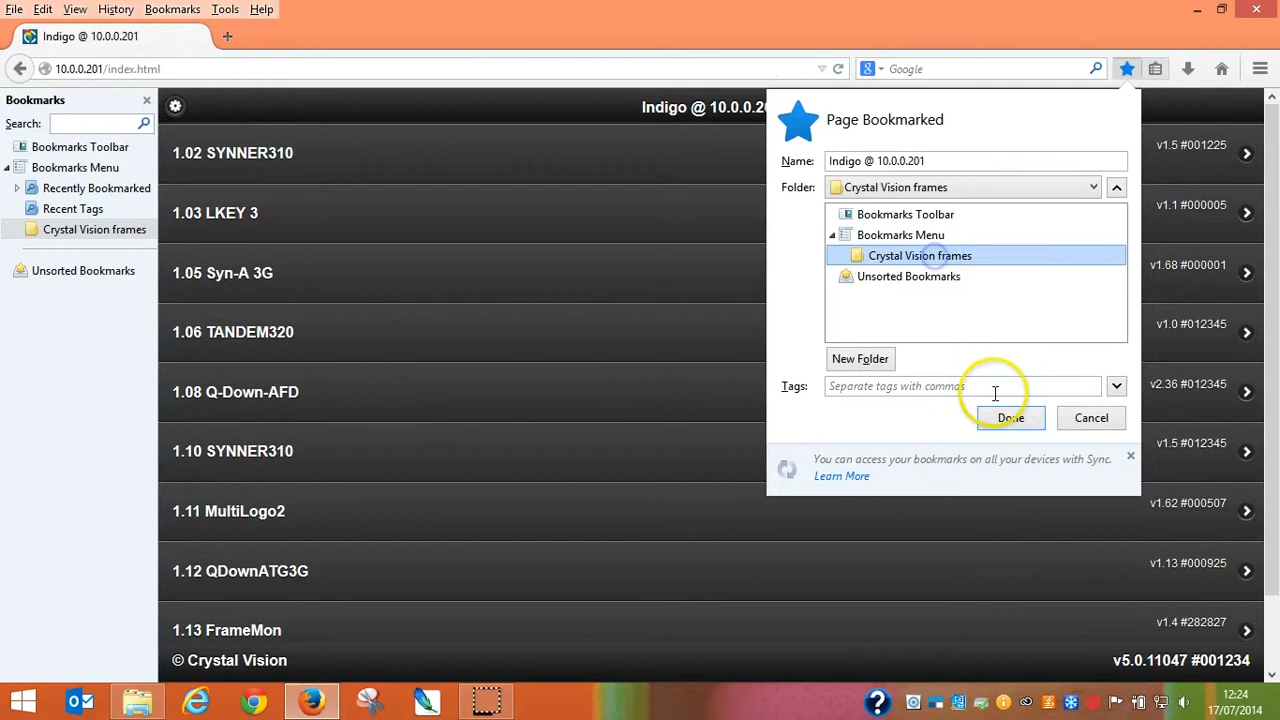 File Edit View History Bookmarks Tools Help
Indigo @ 10.0.0.201
10.0.0.201/index.html
Google
Bookmarks
Search:
Bookmarks Toolbar
Bookmarks Menu
Recently Bookmarked
Recent Tags
Crystal Vision frames
Unsorted Bookmarks
Indigo @ 10.0.0.20
1.02 SYNNER310
v1.5 #001225
1.03 LKEY 3
v1.1 #000005
1.05 Syn-A 3G
v1.68 #000001
1.06 TANDEM320
v1.0 #012345
1.08 Q-Down-AFD
v2.36 #012345
1.10 SYNNER310
v1.5 #012345
1.11 MultiLogo2
v1.62 #000507
1.12 QDownATG3G
v1.13 #000925
1.13 FrameMon
v1.4 #282827
© Crystal Vision
v5.0.11047 #001234
Page Bookmarked
Name: Indigo @ 10.0.0.201
Folder: Crystal Vision frames
Bookmarks Toolbar
Bookmarks Menu
Crystal Vision frames
Unsorted Bookmarks
New Folder
Tags: Separate tags with commas
Done Cancel
You can access your bookmarks on all your devices with Sync.
Learn More
12:24
17/07/2014